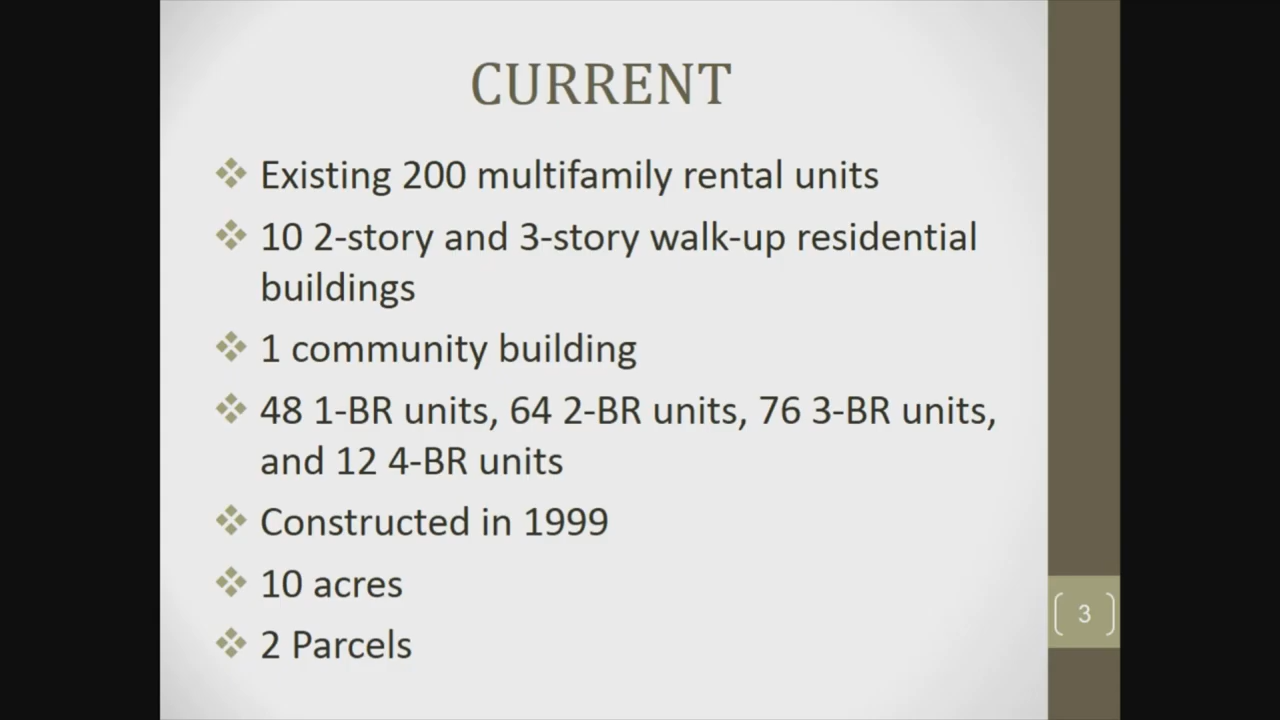 CURRENT
Existing 200 multifamily rental units
10 2-story and 3-story walk-up residential
buildings
1 community building
48 1-BR units, 64 2-BR units, 76 3-BR units,
and 12 4-BR units
Constructed in 1999
10 acres
2 Parcels
3